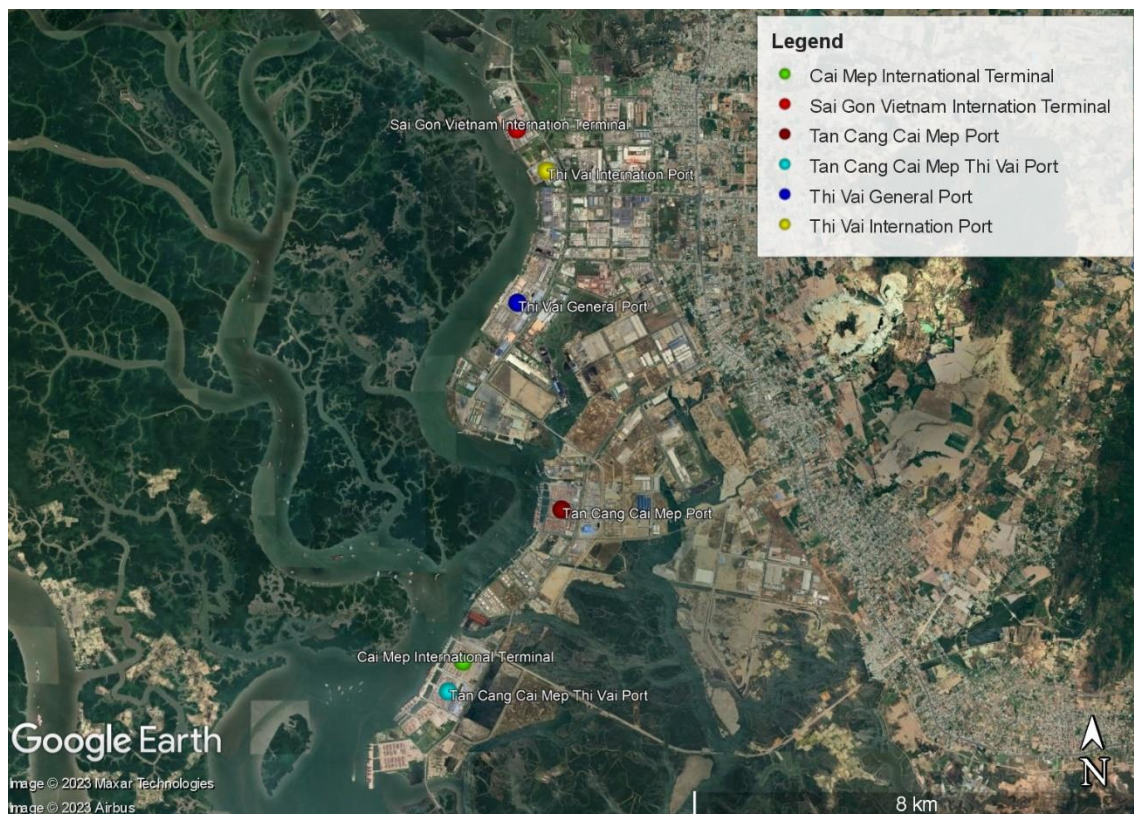 Legend
Cai Mep International Terminal
Sai Gon Vietnam Internation Terminal
Tan Cang Cai Mep Port
Tan Cang Cai Mep Thi Vai Port
Thi Vai General Port
Thi Vai Internation Port
Sai Gon Vietnam Internation Terminal
Thi Vai Internation Port
Thi Vai General Port
Tan Cang Cai Mep Port
Cai Mep International Terminal
Tan Cang Cai Mep Thi Vai Port
Google Earth
Image © 2023 Maxar Technologies
Image © 2023 Airbus
N
8 km